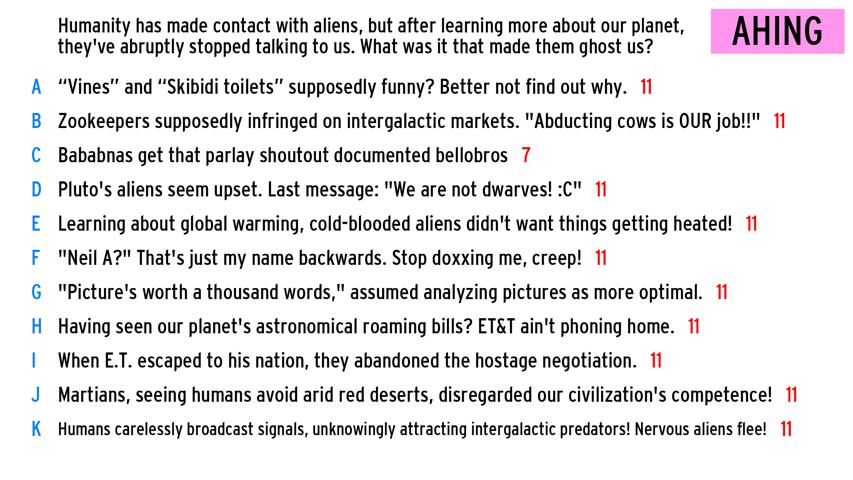 Humanity has made contact with aliens, but after learning more about our planet,
they've abruptly stopped talking to us. What was it that made them ghost us?
AHING
A “Vines” and “Skibidi toilets” supposedly funny? Better not find out why. 11
B Zookeepers supposedly infringed on intergalactic markets. "Abducting cows is OUR job!!" 11
C Bababnas get that parlay shoutout documented bellobros 7
D Pluto's aliens seem upset. Last message: "We are not dwarves! :C" 11
E Learning about global warming, cold-blooded aliens didn't want things getting heated! 11
F "Neil A?" That's just my name backwards. Stop doxxing me, creep! 11
G "Picture's worth a thousand words," assumed analyzing pictures as more optimal. 11
H Having seen our planet's astronomical roaming bills? ET&T ain't phoning home. 11
I When E.T. escaped to his nation, they abandoned the hostage negotiation. 11
J Martians, seeing humans avoid arid red deserts, disregarded our civilization's competence! 11
K Humans carelessly broadcast signals, unknowingly attracting intergalactic predators! Nervous aliens flee! 11